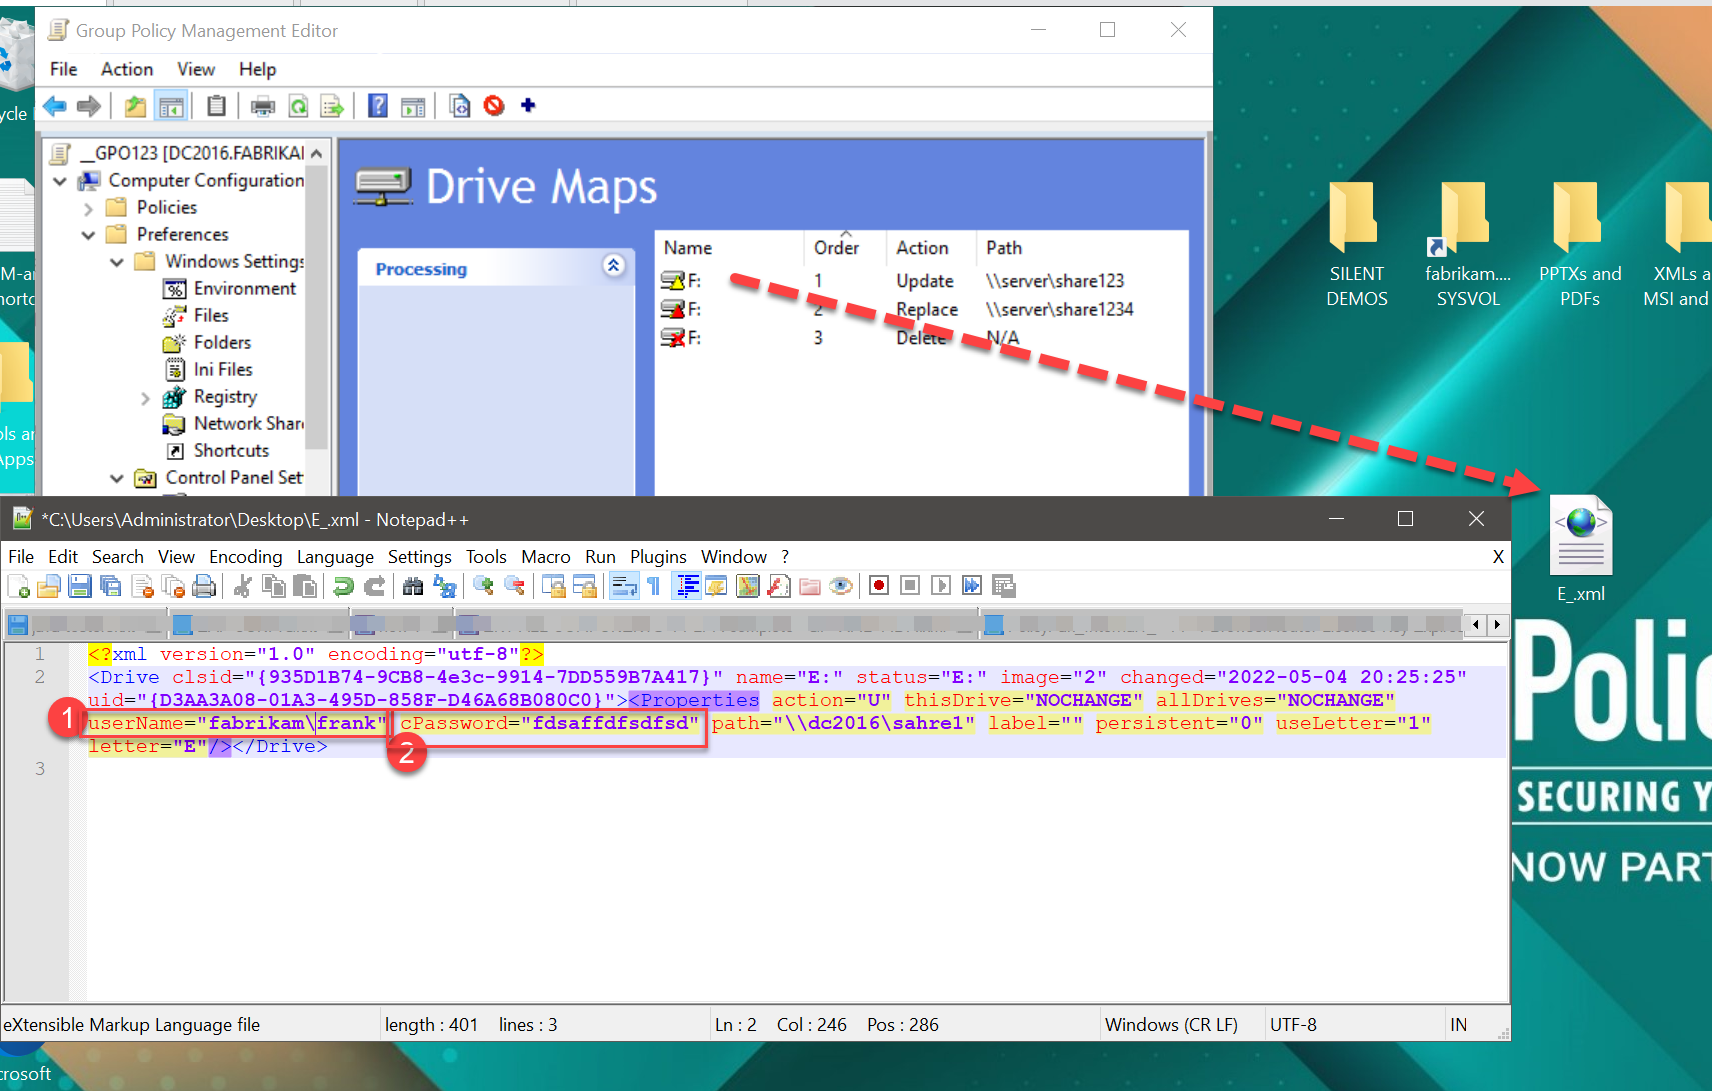 Group Policy Management Editor
File Action View Help
__GPO123 [DC2016.FABRIKAI
Computer Configuration
Policies
Preferences
Windows Settings
Environment
Files
Folders
Ini Files
Registry
Network Shar
Shortcuts
Control Panel Set
Drive Maps
Processing
Name Order Action Path
F: 1 Update \\server\share123
F: 2 Replace \\server\share1234
F: 3 Delete N/A
ycle
M-a
ols a
Apps
SILENT
DEMOS
fabrikam....
SYSVOL
PPTXs and
PDFs
XMLs a
MSI and
E_.xml
*C:\Users\Administrator\Desktop\E_.xml - Notepad++
File Edit Search View Encoding Language Settings Tools Macro Run Plugins Window ? X
1 <?xml version="1.0" encoding="utf-8"?>
2 <Drive clsid="{935D1B74-9CB8-4e3c-9914-7DD559B7A417}" name="E:" status="E:" image="2" changed="2022-05-04 20:25:25"
uid="{D3AA3A08-01A3-495D-858F-D46A68B080C0}"><Properties action="U" thisDrive="NOCHANGE" allDrives="NOCHANGE"
1 userName="fabrikam\frank" cPassword="fdsaffdfsdfsd" path="\\dc2016\sahre1" label="" persistent="0" useLetter="1"
letter="E"/></Drive>
2
3
eXtensible Markup Language file length : 401 lines : 3 Ln : 2 Col : 246 Pos : 286 Windows (CR LF) UTF-8 IN
Polic
SECURING Y
NOW PART
crosoft